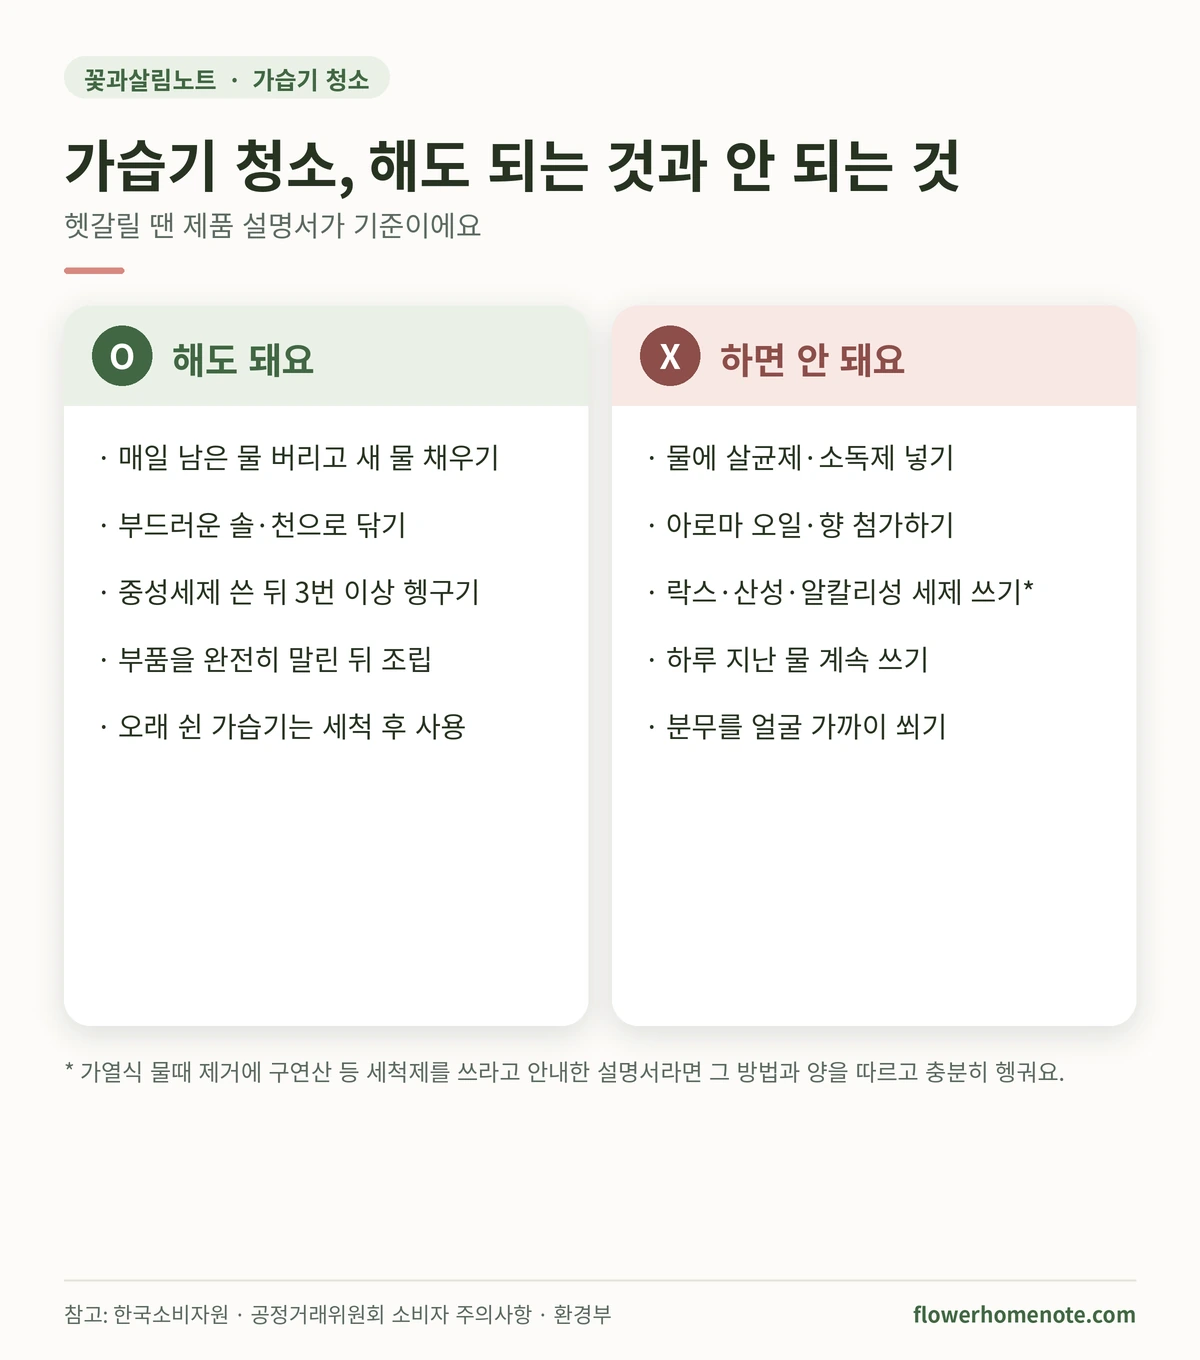 꽃과살림노트 · 가습기 청소
가습기 청소, 해도 되는 것과 안 되는 것
헷갈릴 땐 제품 설명서가 기준이에요
O 해도 돼요
· 매일 남은 물 버리고 새 물 채우기
· 부드러운 솔·천으로 닦기
· 중성세제 쓴 뒤 3번 이상 헹구기
· 부품을 완전히 말린 뒤 조립
· 오래 쉰 가습기는 세척 후 사용
X 하면 안 돼요
· 물에 살균제·소독제 넣기
· 아로마 오일·향 첨가하기
· 락스·산성·알칼리성 세제 쓰기*
· 하루 지난 물 계속 쓰기
· 분무를 얼굴 가까이 쐬기
* 가열식 물때 제거에 구연산 등 세척제를 쓰라고 안내한 설명서라면 그 방법과 양을 따르고 충분히 헹궈요.
참고: 한국소비자원 · 공정거래위원회 소비자 주의사항 · 환경부
flowerhomenote.com